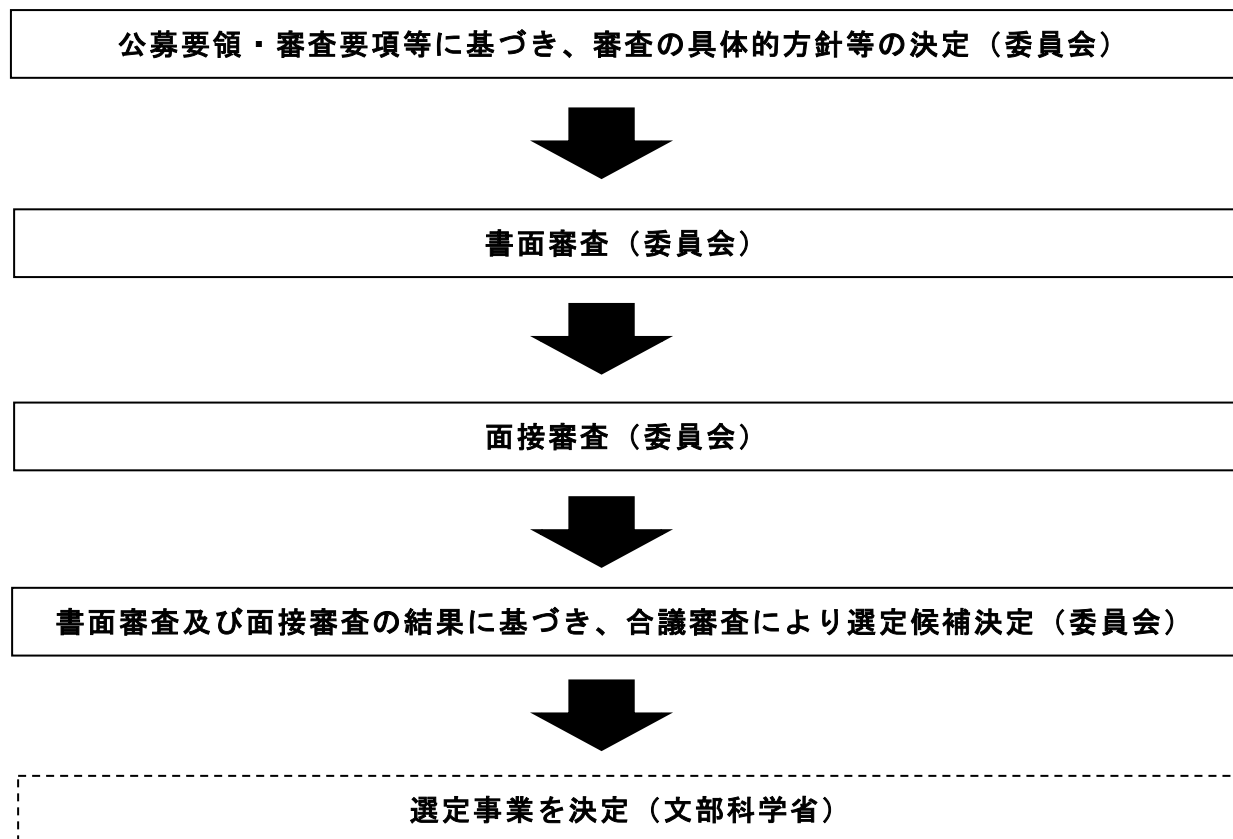 公募要領・審査要項等に基づき、審査の具体的方針等の決定（委員会）
書面審査（委員会）
面接審査（委員会）
書面審査及び面接審査の結果に基づき、合議審査により選定候補決定（委員会）
選定事業を決定（文部科学省）